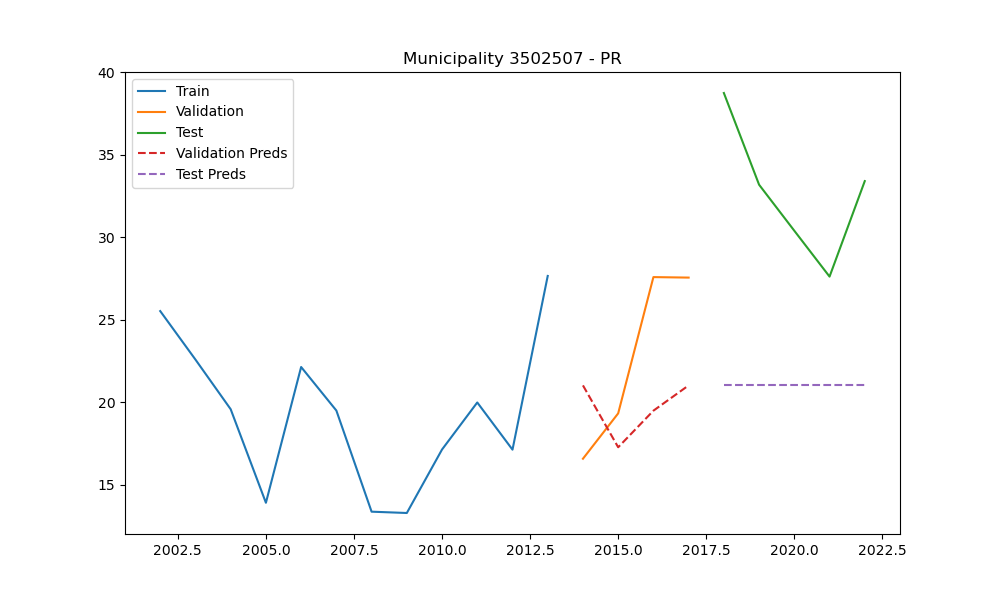 Municipality 3502507 - PR
40
35
30
25
20
15
Train
Validation
Test
Validation Preds
Test Preds
2002.5 2005.0 2007.5 2010.0 2012.5 2015.0 2017.5 2020.0 2022.5